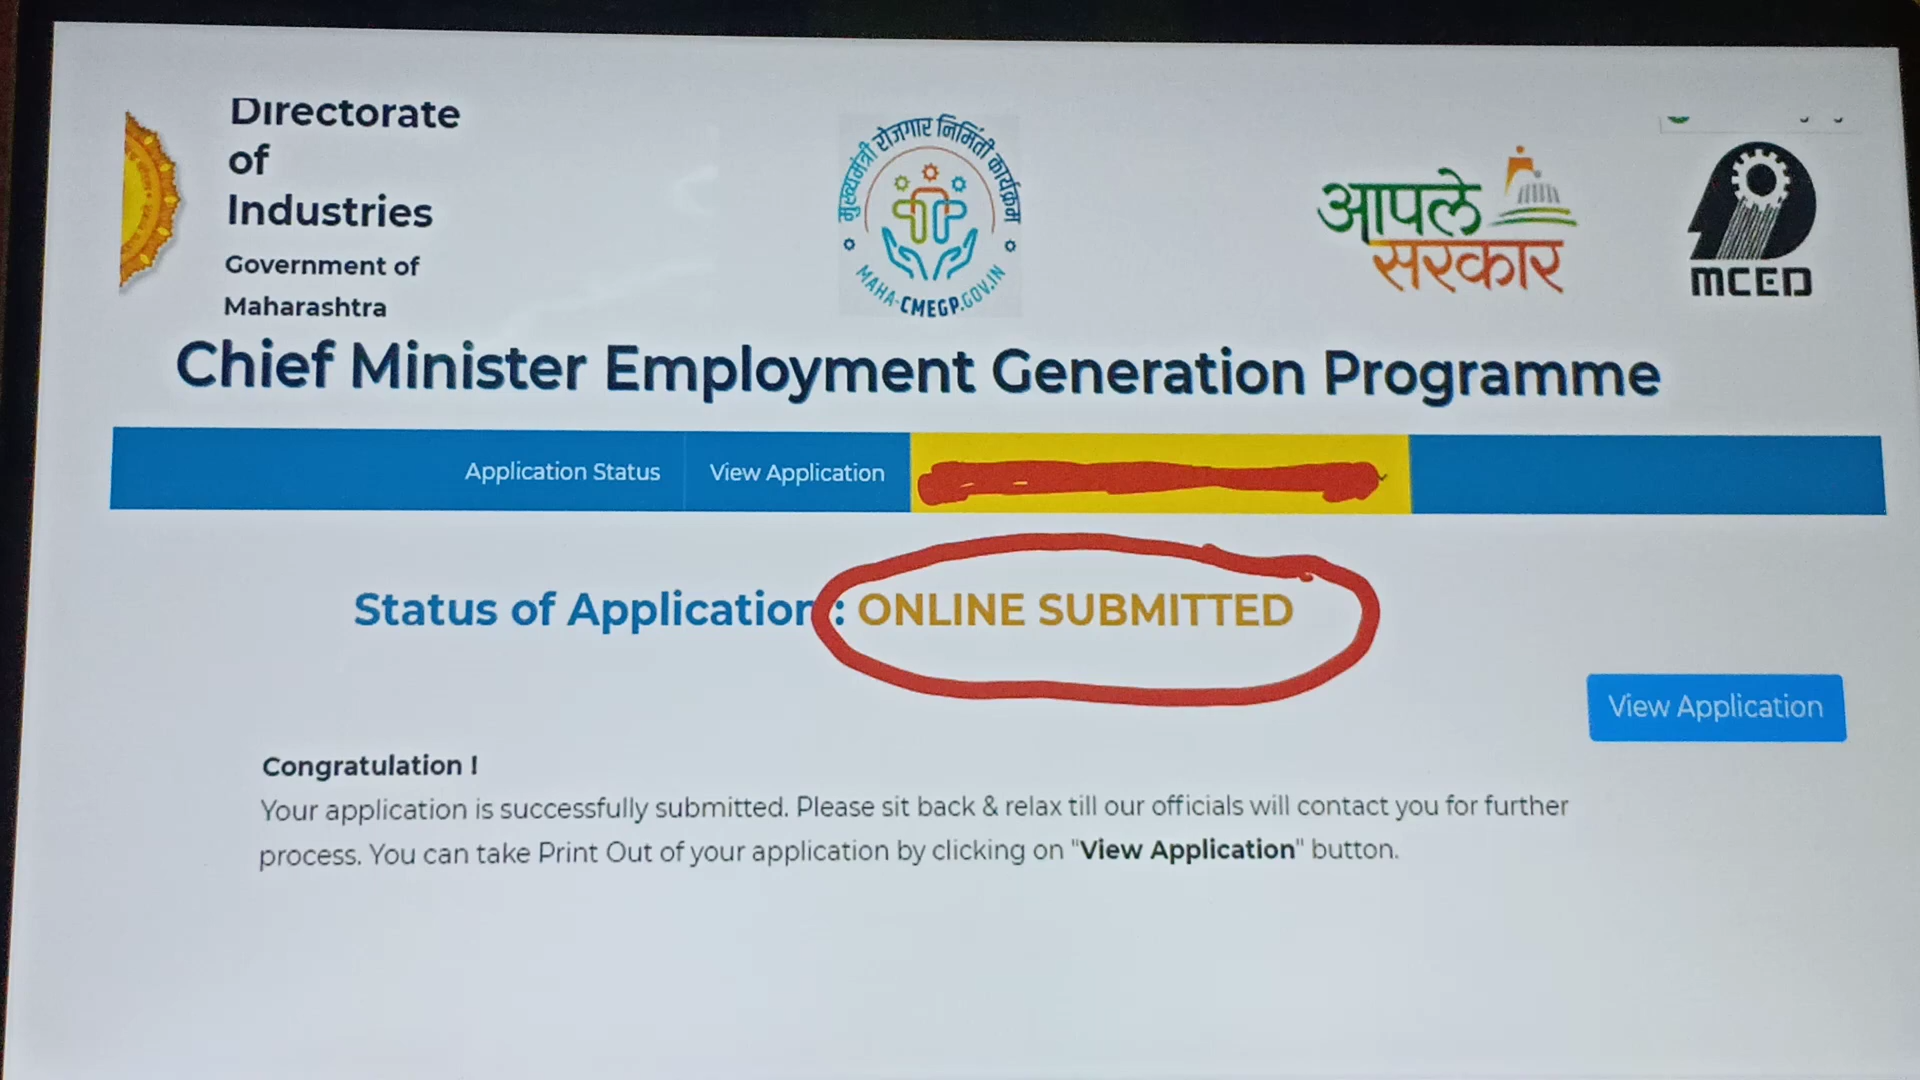 Directorate
of
Industries
Government of
Maharashtra
मुख्यमंत्री रोजगार निर्मिती कार्यक्रम
MAHA-CMEGP.GOV.IN
आपले
सरकार
MCED
Chief Minister Employment Generation Programme
Application Status
View Application
Status of Application : ONLINE SUBMITTED
View Application
Congratulation !
Your application is successfully submitted. Please sit back & relax till our officials will contact you for further
process. You can take Print Out of your application by clicking on "View Application" button.